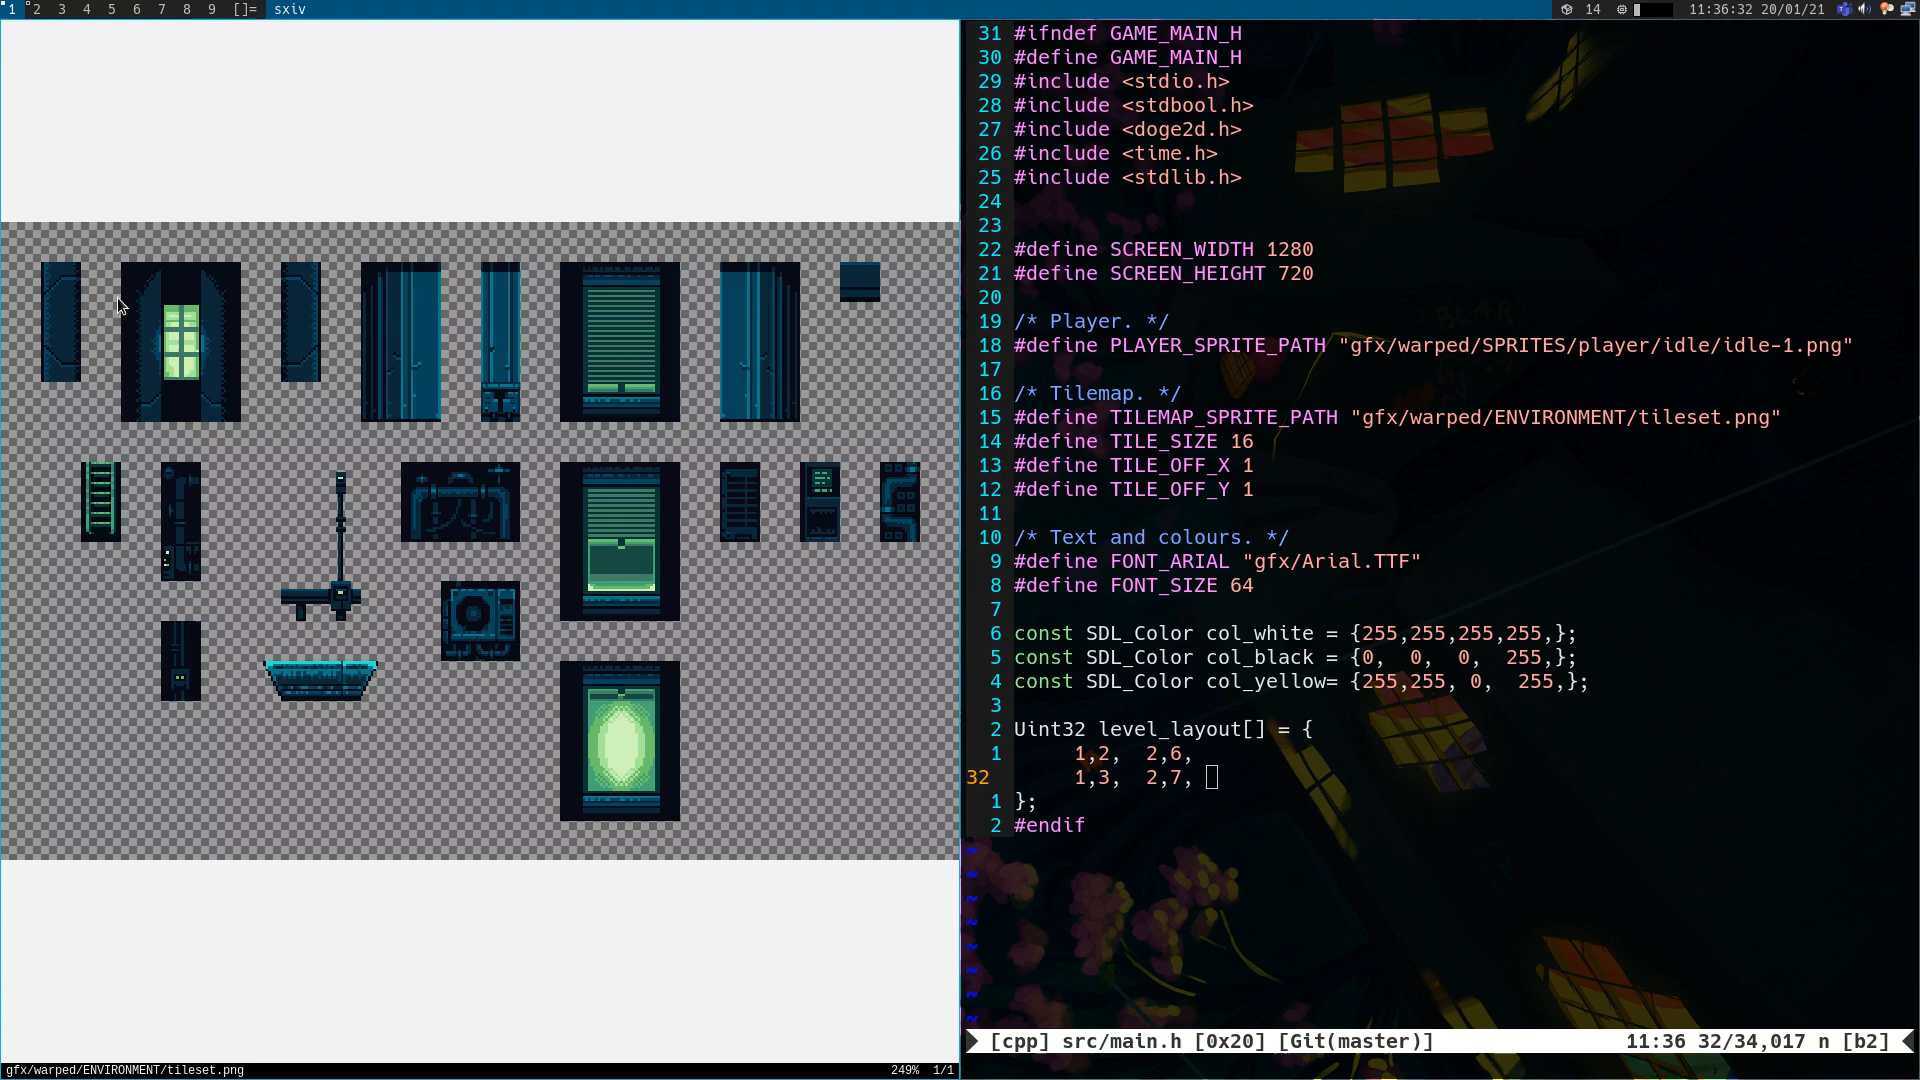 1 2 3 4 5 6 7 8 9 []= sxiv 14 11:36:32 20/01/21
31 #ifndef GAME_MAIN_H
30 #define GAME_MAIN_H
29 #include <stdio.h>
28 #include <stdbool.h>
27 #include <doge2d.h>
26 #include <time.h>
25 #include <stdlib.h>
24
23
22 #define SCREEN_WIDTH 1280
21 #define SCREEN_HEIGHT 720
20
19 /* Player. */
18 #define PLAYER_SPRITE_PATH "gfx/warped/SPRITES/player/idle/idle-1.png"
17
16 /* Tilemap. */
15 #define TILEMAP_SPRITE_PATH "gfx/warped/ENVIRONMENT/tileset.png"
14 #define TILE_SIZE 16
13 #define TILE_OFF_X 1
12 #define TILE_OFF_Y 1
11
10 /* Text and colours. */
9 #define FONT_ARIAL "gfx/Arial.TTF"
8 #define FONT_SIZE 64
7
6 const SDL_Color col_white = {255,255,255,255,};
5 const SDL_Color col_black = {0,  0,  0,  255,};
4 const SDL_Color col_yellow= {255,255, 0,  255,};
3
2 Uint32 level_layout[] = {
1 1,2,  2,6,
32 1,3,  2,7,
1 };
2 #endif
~
~
~
~
~
~
~
~
[cpp] src/main.h [0x20] [Git(master)] 11:36 32/34,017 n [b2]
gfx/warped/ENVIRONMENT/tileset.png 249% 1/1